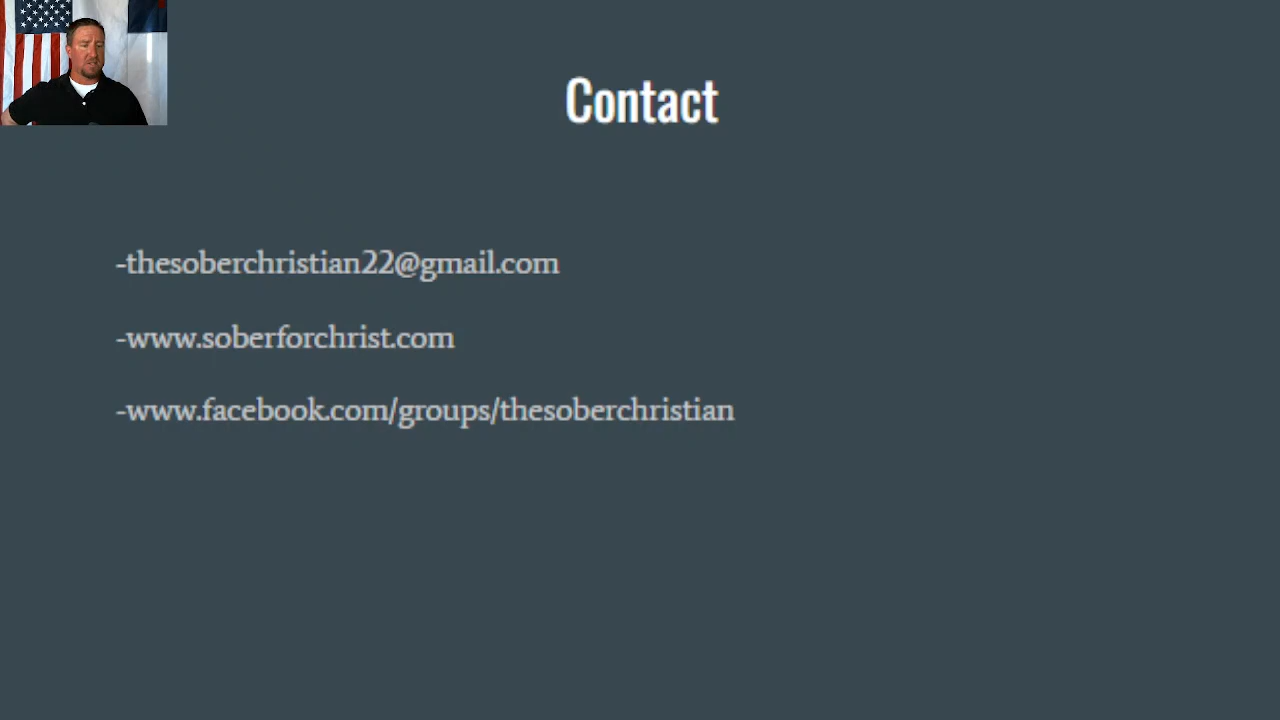 Contact
-thesoberchristian22@gmail.com
-www.soberforchrist.com
-www.facebook.com/groups/thesoberchristian